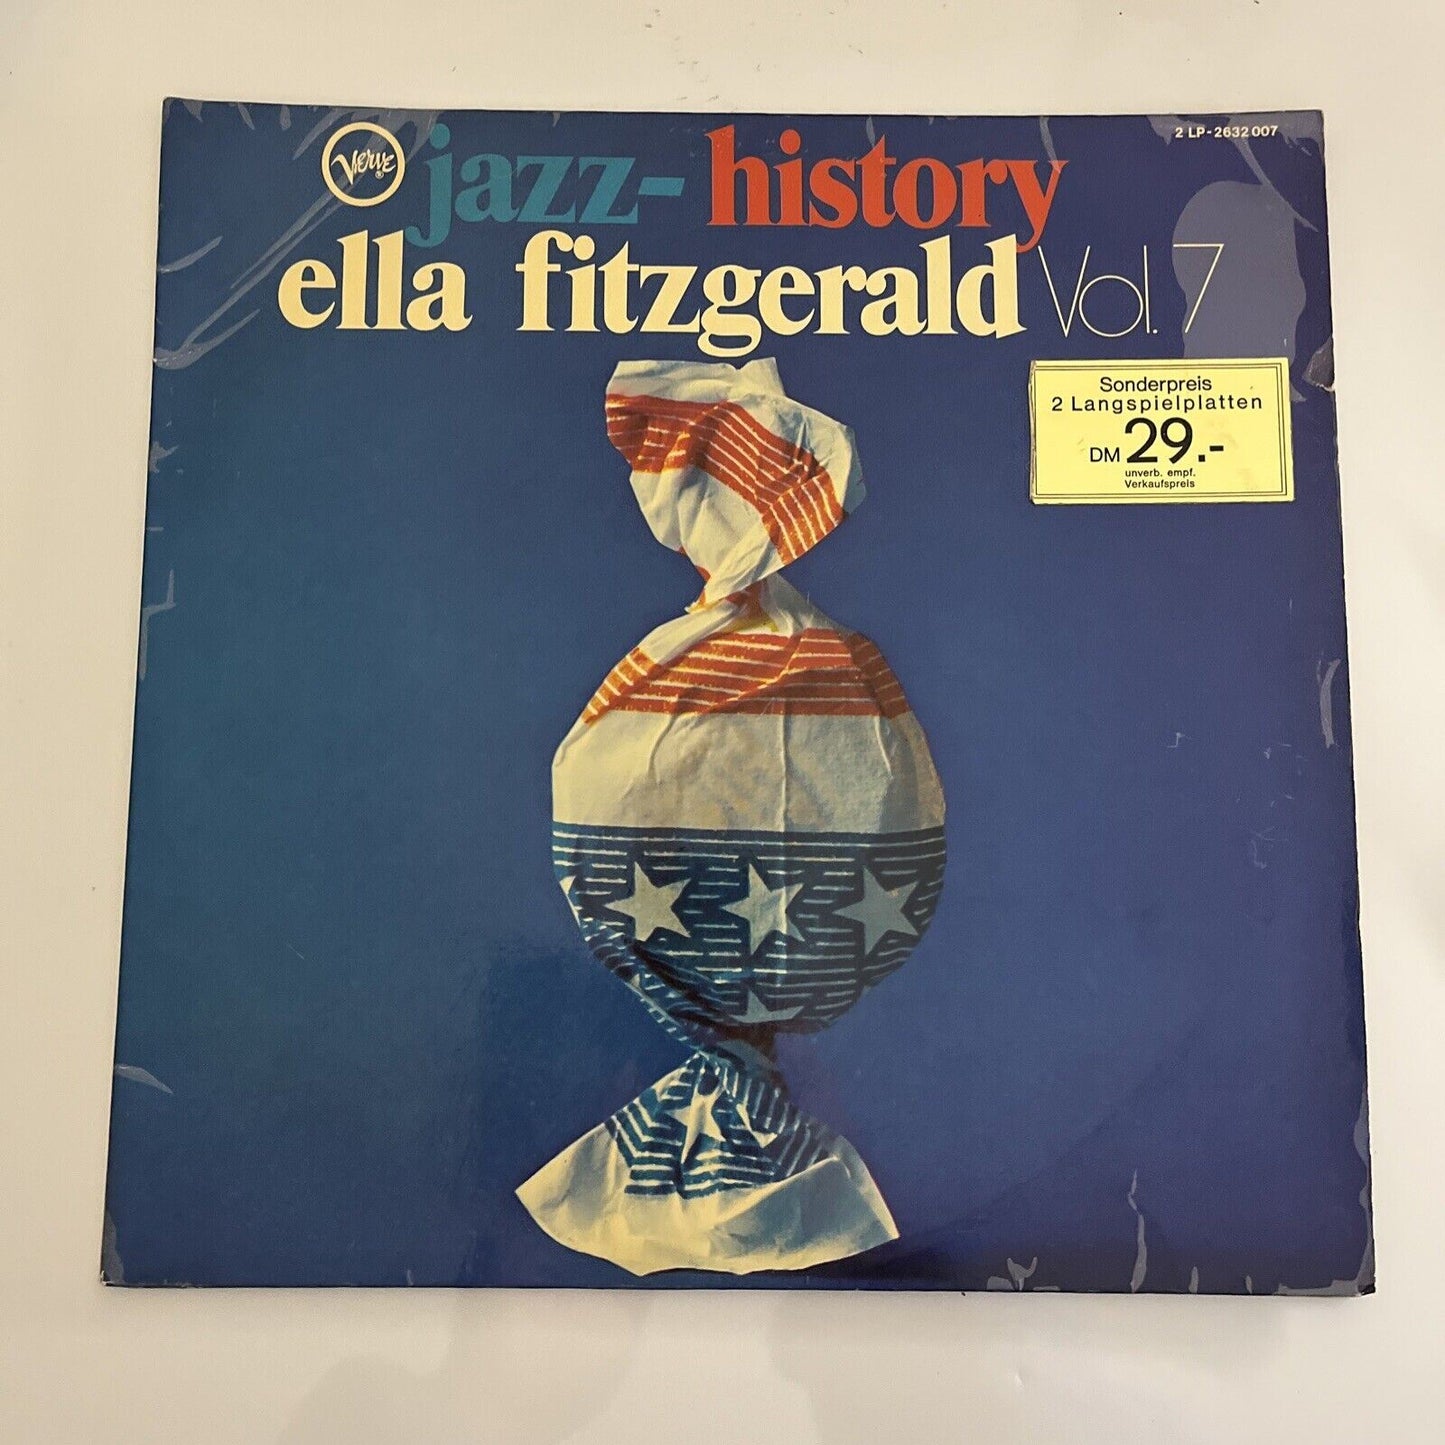 2 LP-2632 007
Verve®
jazz-history
ella fitzgerald Vol. 7
Sonderpreis
2 Langspielplatten
DM 29.-
unverb. empf.
Verkaufspreis